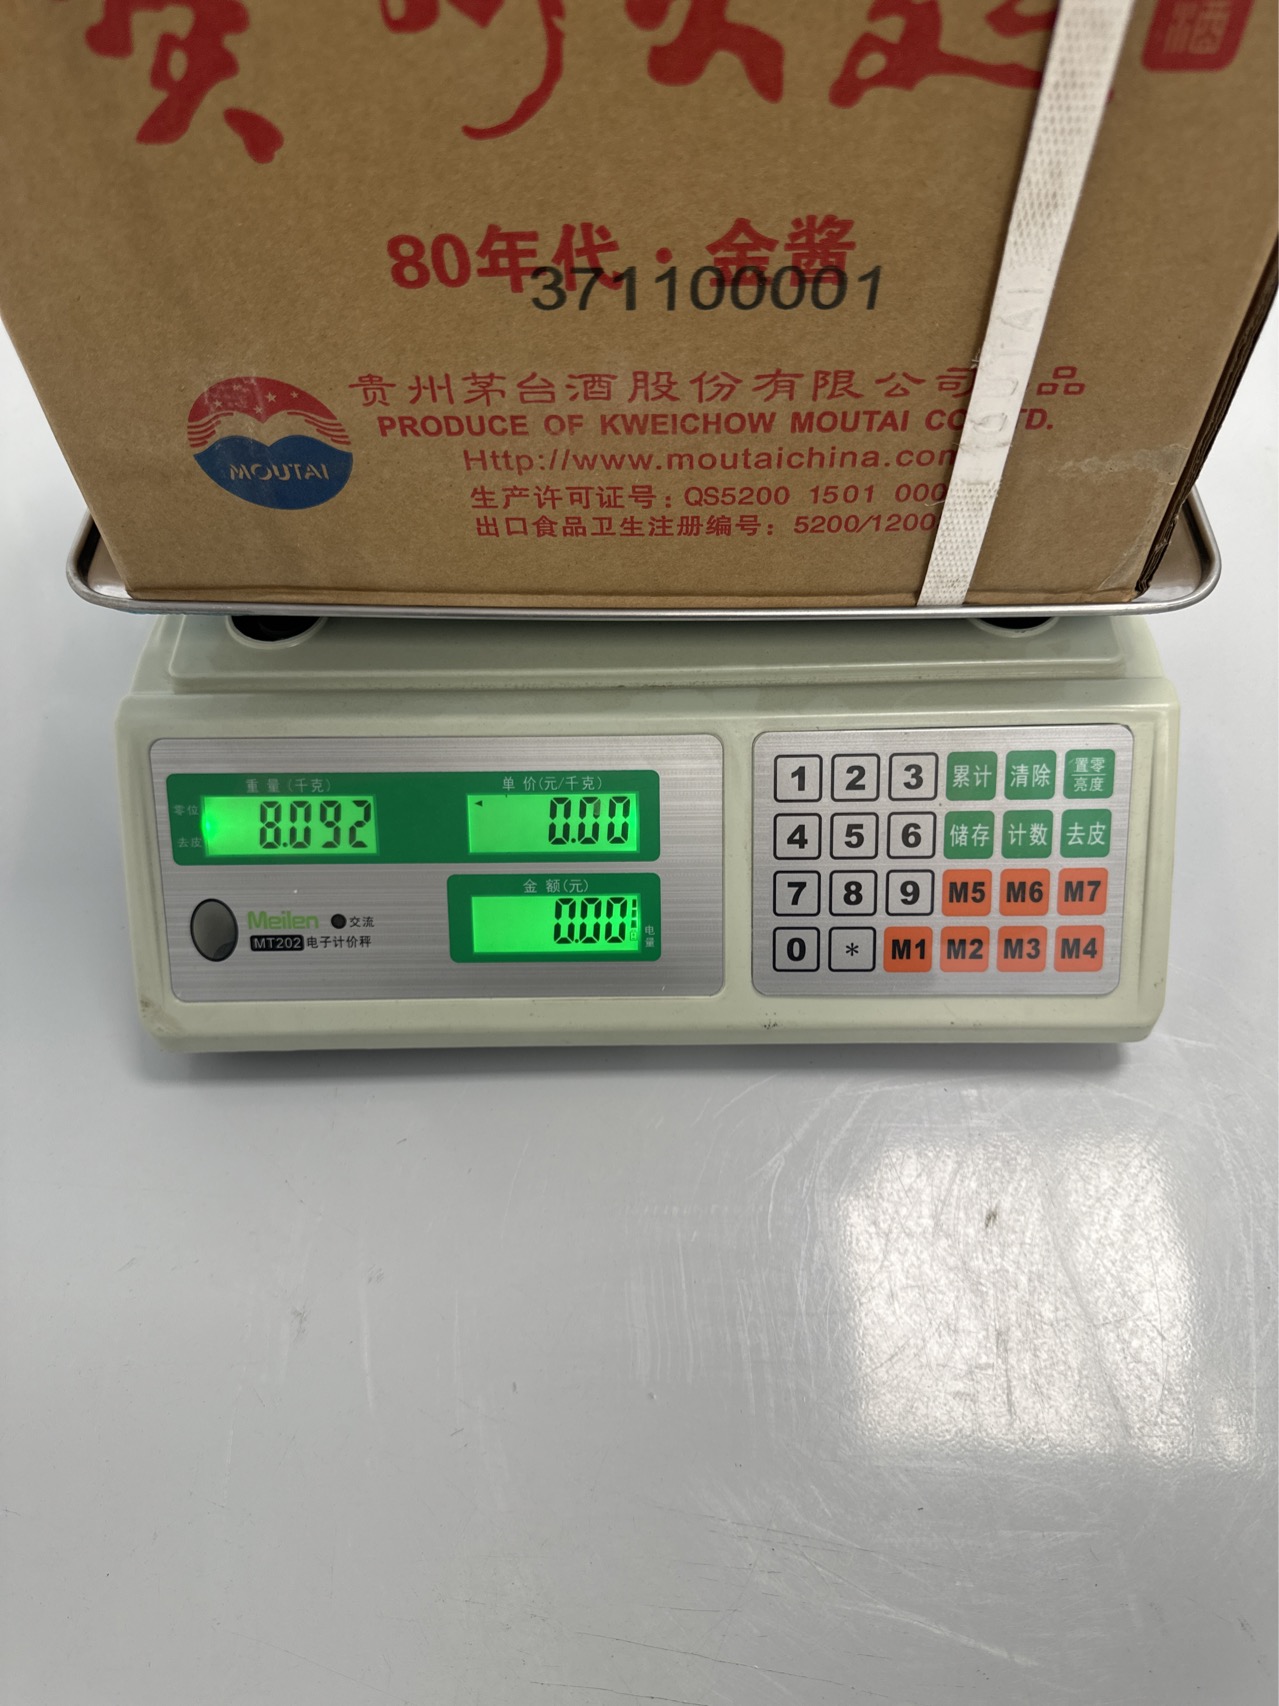 酒
80年代·金酱
371100001
贵州茅台酒股份有限公司 品
PRODUCE OF KWEICHOW MOUTAI CO TD.
Http://www.moutaichina.com
生产许可证号：QS5200 1501 000
出口食品卫生注册编号：5200/1200
MOUTAI
MOUTAI
重量(千克)
单价(元/千克)
零位
去皮
8.092
0.00
金额(元)
0.00
电量
Meilen
交流
MT202 电子计价秤
1 2 3 累计 清除 置零 亮度
4 5 6 储存 计数 去皮
7 8 9 M5 M6 M7
0 * M1 M2 M3 M4